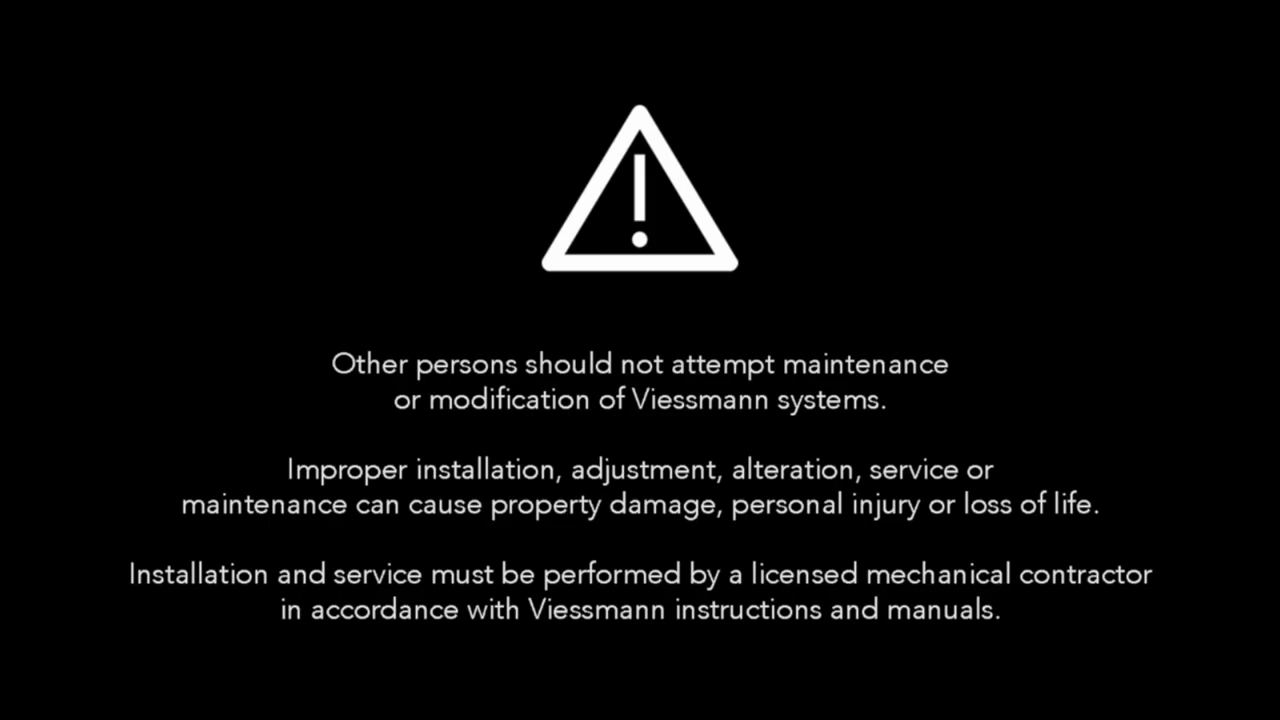 Other persons should not attempt maintenance
or modification of Viessmann systems.
Improper installation, adjustment, alteration, service or
maintenance can cause property damage, personal injury or loss of life.
Installation and service must be performed by a licensed mechanical contractor
in accordance with Viessmann instructions and manuals.